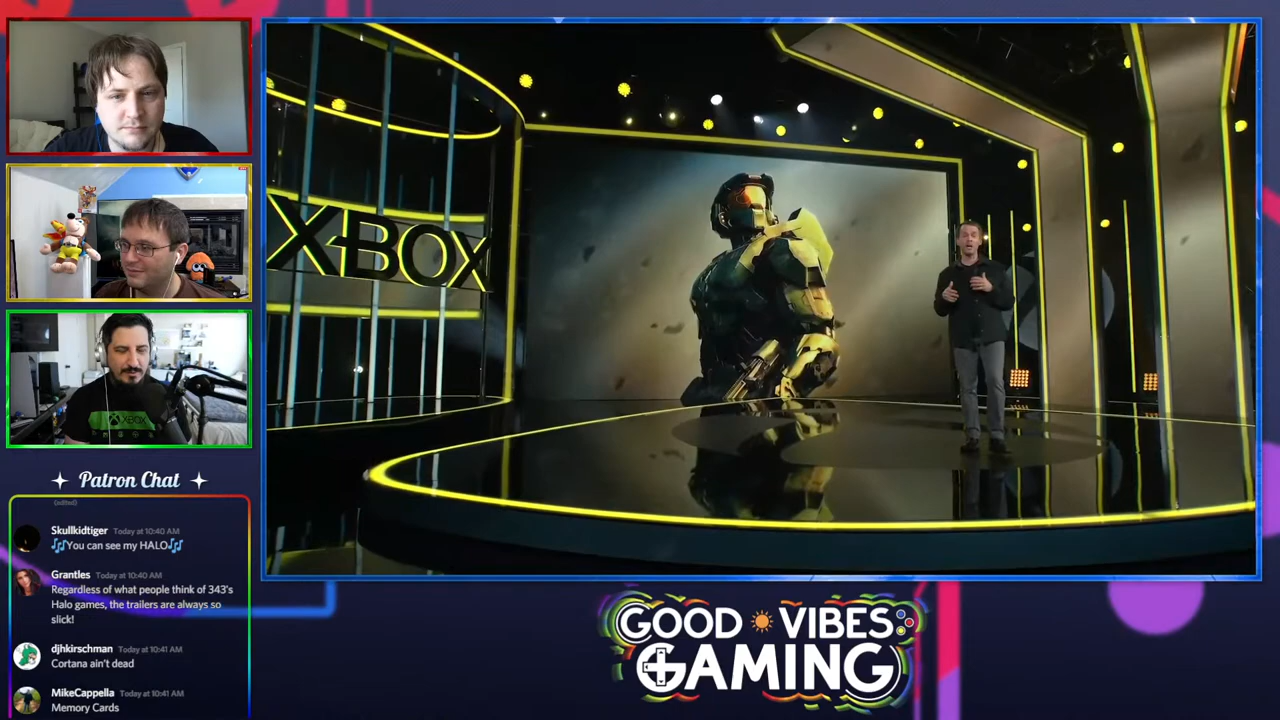 XBOX
XBOX
Patron Chat
(edited)
Skullkidtiger Today at 10:40 AM
🎶You can see my HALO🎶
Grantles Today at 10:40 AM
Regardless of what people think of 343's
Halo games, the trailers are always so
slick!
djhkirschman Today at 10:41 AM
Cortana ain't dead
MikeCappella Today at 10:41 AM
Memory Cards
GOOD VIBES
GAMING